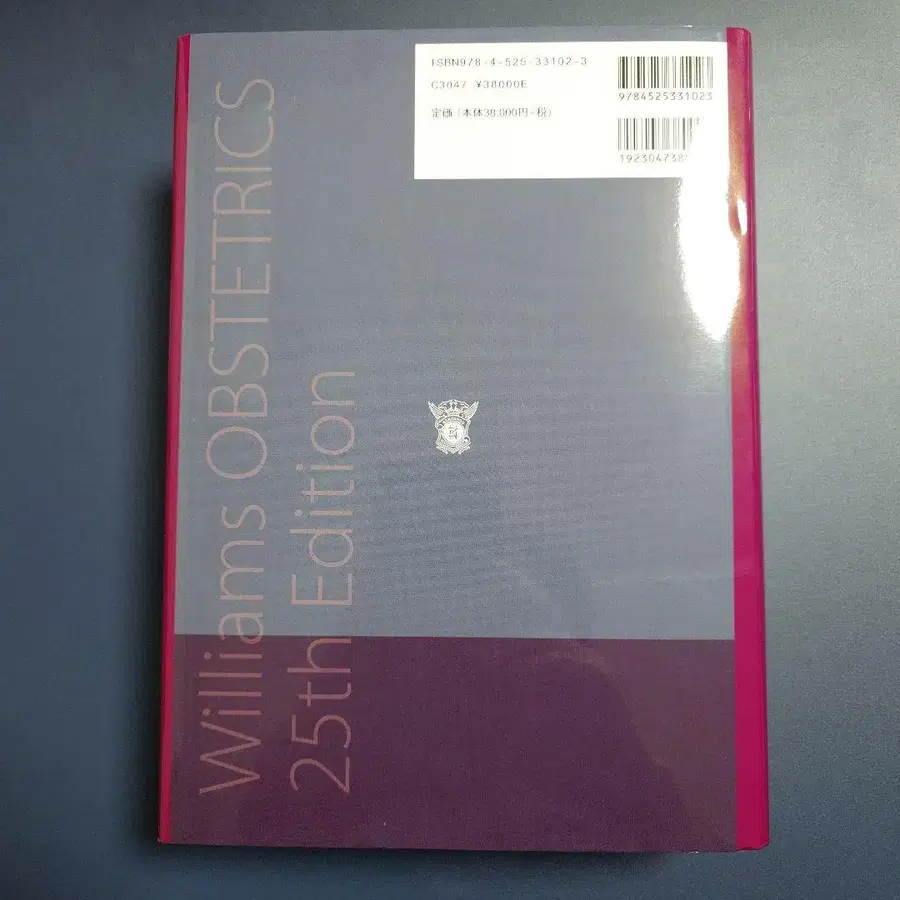 ISBN978-4-525-33102-3
C3047 ¥38000E
定価（本体38,000円+税）
9784525331023
Williams OBSTETRICS
25th Edition